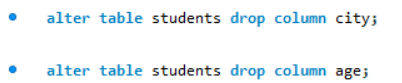 alter table students drop column city;
alter table students drop column age;